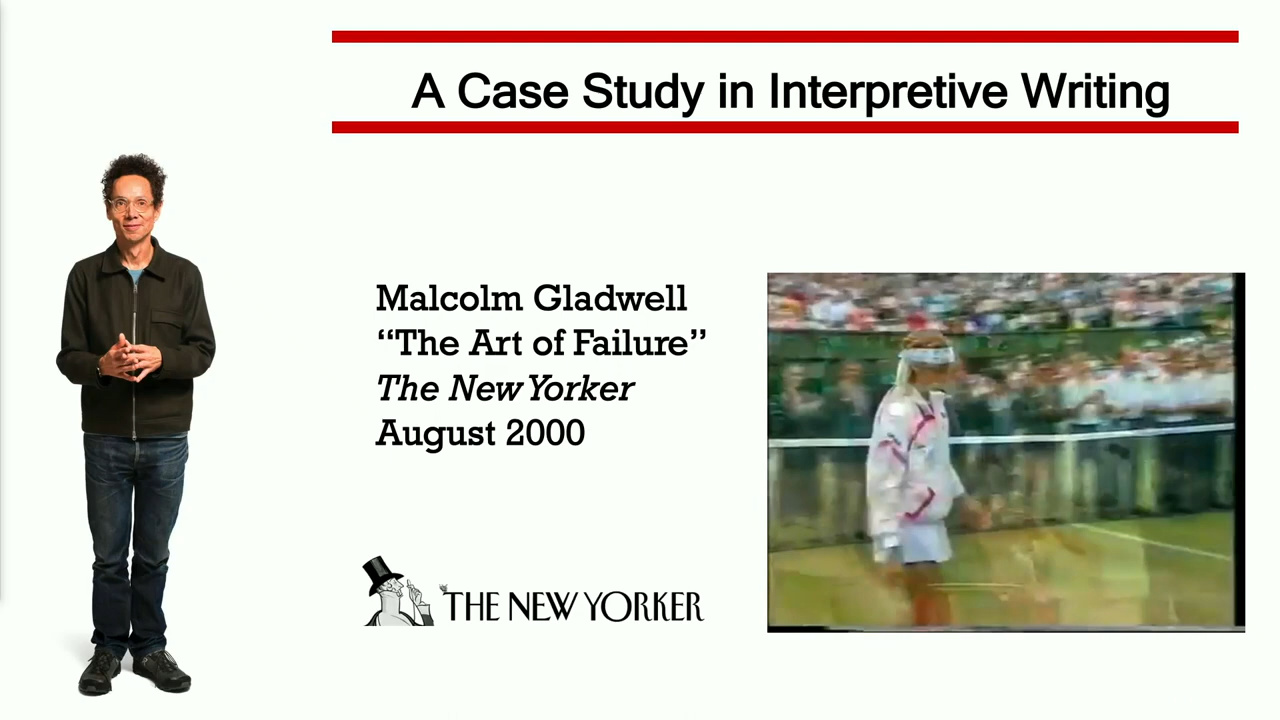 A Case Study in Interpretive Writing
Malcolm Gladwell
“The Art of Failure”
The New Yorker
August 2000
THE NEW YORKER